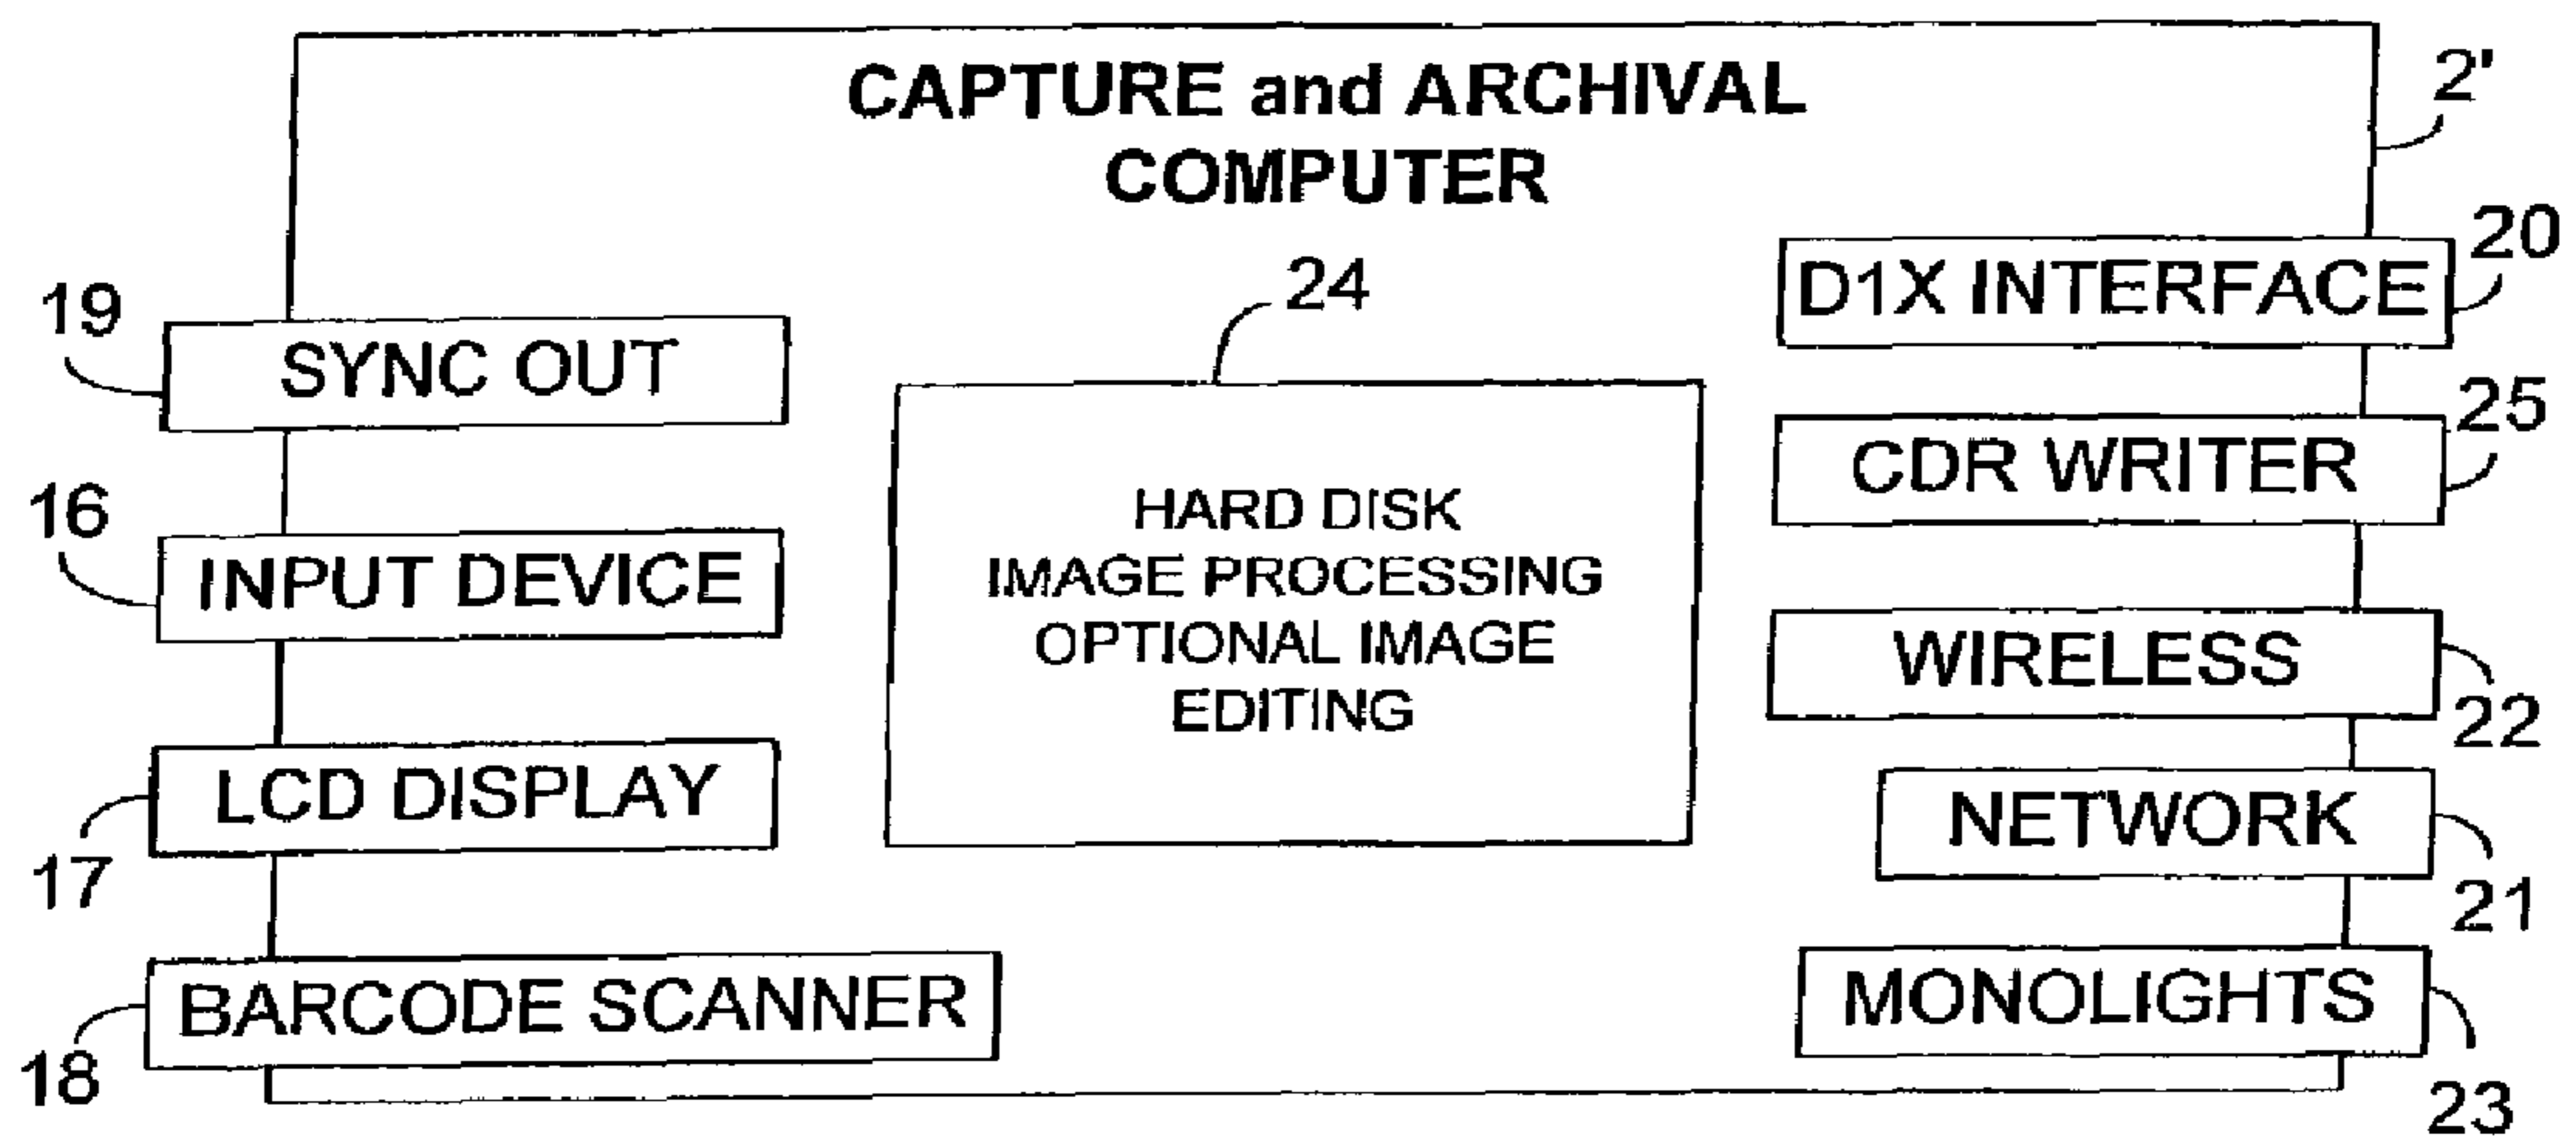 CAPTURE and ARCHIVAL
COMPUTER
2'
19
SYNC OUT
16
INPUT DEVICE
17
LCD DISPLAY
18
BARCODE SCANNER
24
HARD DISK
IMAGE PROCESSING
OPTIONAL IMAGE
EDITING
20
D1X INTERFACE
25
CDR WRITER
WIRELESS
22
NETWORK
21
MONOLIGHTS
23